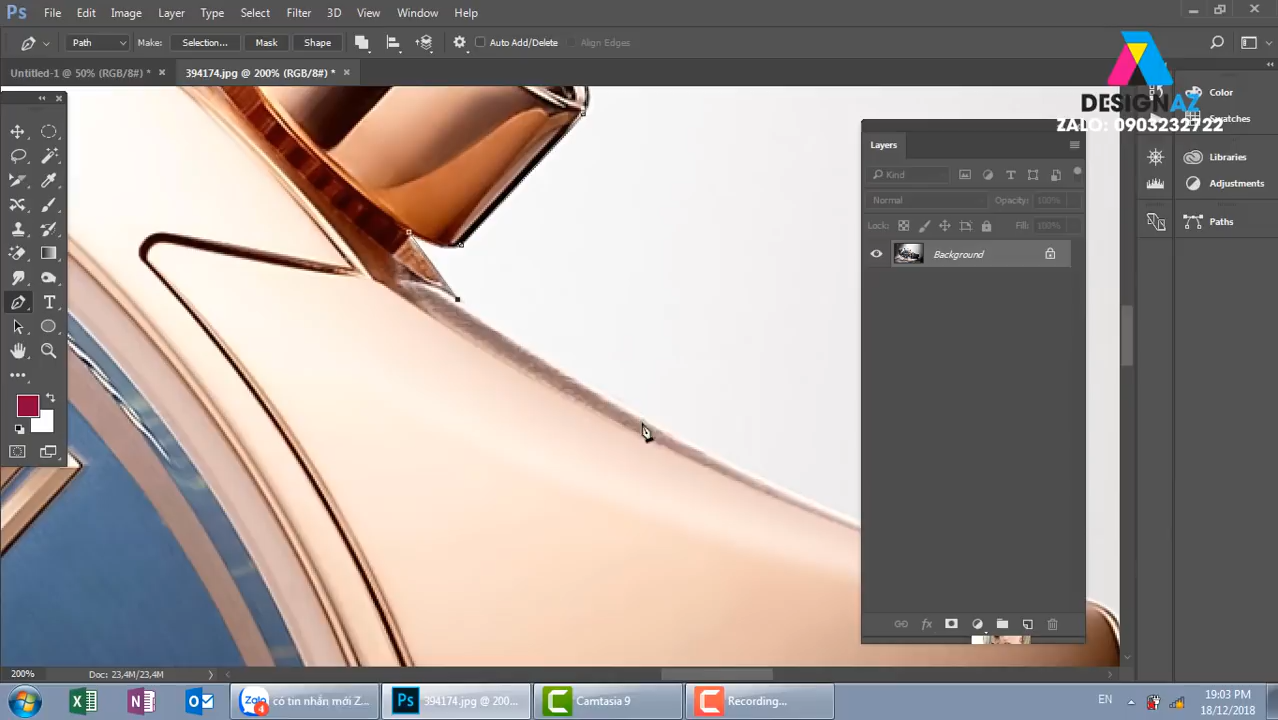 Ps File Edit Image Layer Type Select Filter 3D View Window Help
Path Make: Selection... Mask Shape Auto Add/Delete Align Edges
Untitled-1 @ 50% (RGB/8#) * × 394174.jpg @ 200% (RGB/8#) * ×
DESIGNAZ
ZALO: 0903232722
Color
Swatches
Libraries
Adjustments
Paths
Layers
Kind
Normal Opacity: 100%
Lock: Fill: 100%
Background
fx
200% Doc: 23,4M/23,4M
Zalo 4 có tin nhắn mới Z... Ps 394174.jpg @ 200... Camtasia 9 Recording... EN 19:03 PM
18/12/2018